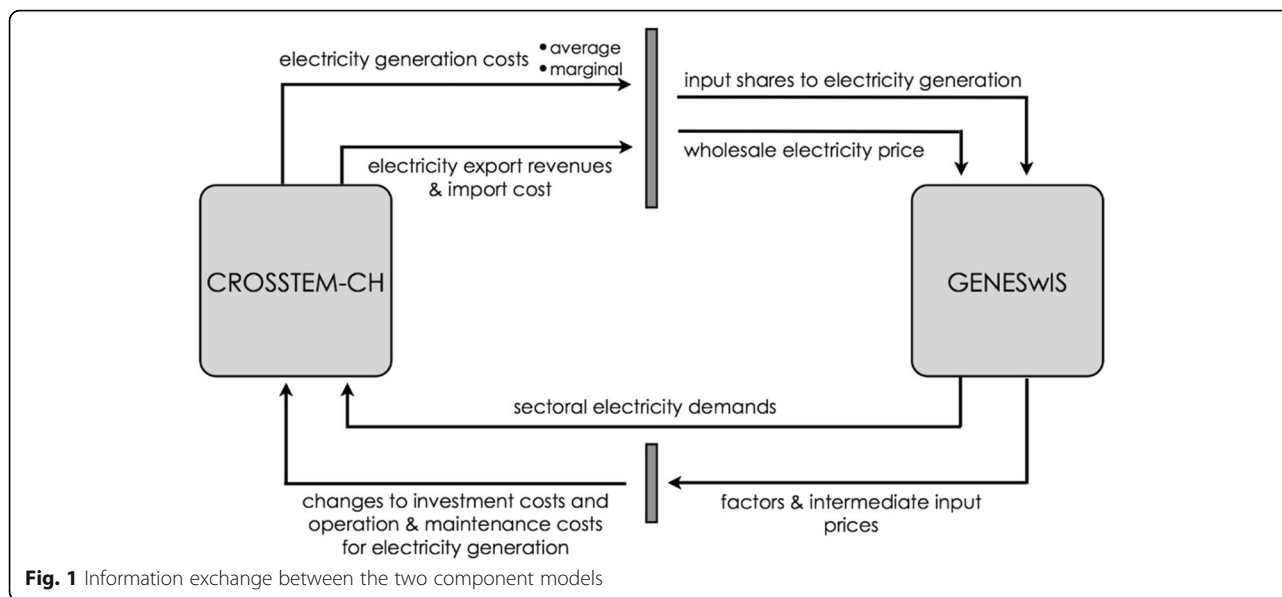 electricity generation costs
• average
• marginal
input shares to electricity generation
electricity export revenues
& import cost
wholesale electricity price
CROSSTEM-CH
GENESwIS
sectoral electricity demands
changes to investment costs and
operation & maintenance costs
for electricity generation
factors & intermediate input
prices
Fig. 1 Information exchange between the two component models